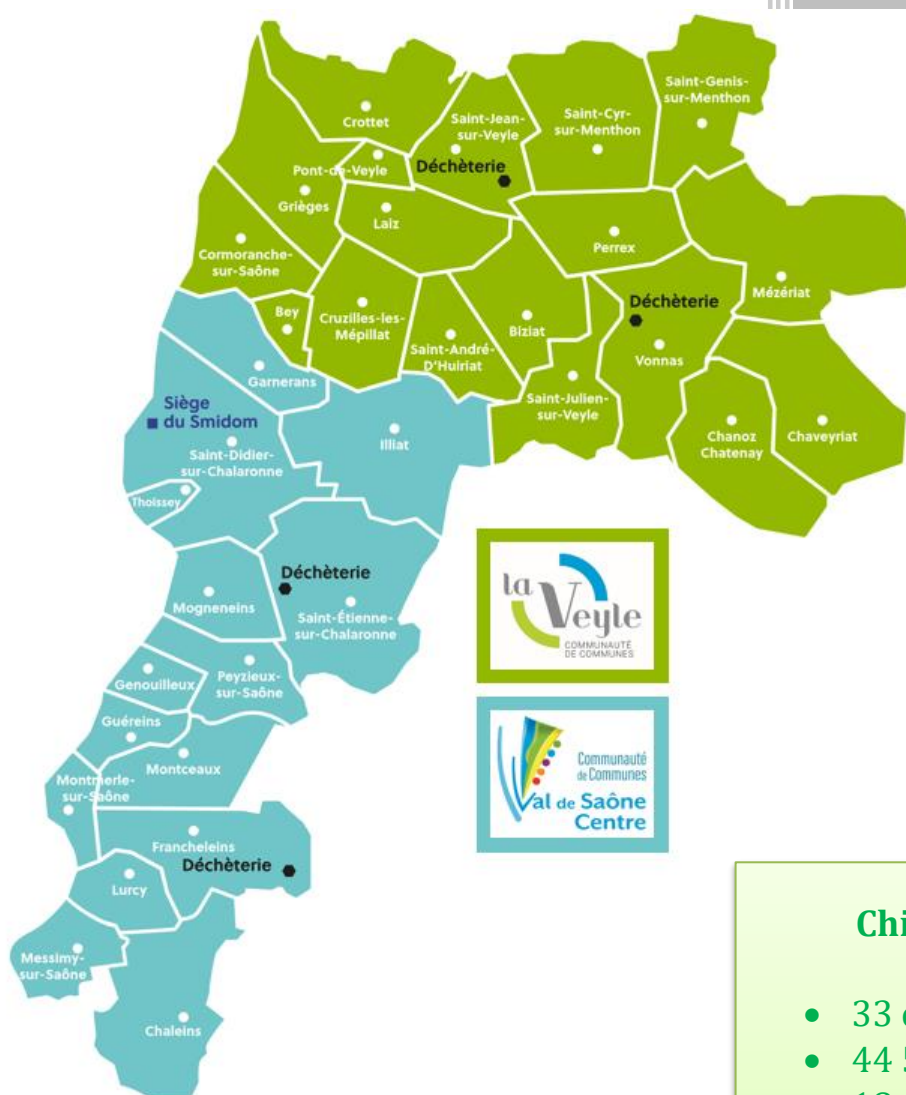 Crottet
Saint-Jean-
sur-Veyle
Saint-Cyr-
sur-Menthon
Saint-Genis-
sur-Menthon
Pont-de-Veyle
Déchèterie
Grièges
Laiz
Perrex
Cormoranche-
sur-Saône
Mézériat
Bey
Cruzilles-les-
Mépillat
Saint-André-
D'Huiriat
Biziat
Déchèterie
Vonnas
Garnerans
Saint-Julien-
sur-Veyle
Chanoz
Chatenay
Chaveyriat
Siège
du Smidom
Saint-Didier-
sur-Chalaronne
Illiat
Thoissey
Déchèterie
Mogneneins
Saint-Étienne-
sur-Chalaronne
Genouilleux
Peyzieux-
sur-Saône
Guéreins
Montceaux
Montmerle-
sur-Saône
Francheleins
Déchèterie
Lurcy
Messimy-
sur-Saône
Chaleins
la
Veyle
COMMUNAUTÉ
DE COMMUNES
Communauté
de Communes
Val de Saône
Centre
• 33
• 44